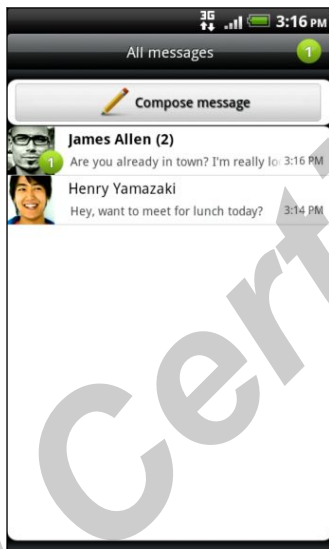 3G 3:16 PM
All messages 1
Compose message
James Allen (2)
1 Are you already in town? I'm really lo 3:16 PM
Henry Yamazaki
Hey, want to meet for lunch today? 3:14 PM
Cert